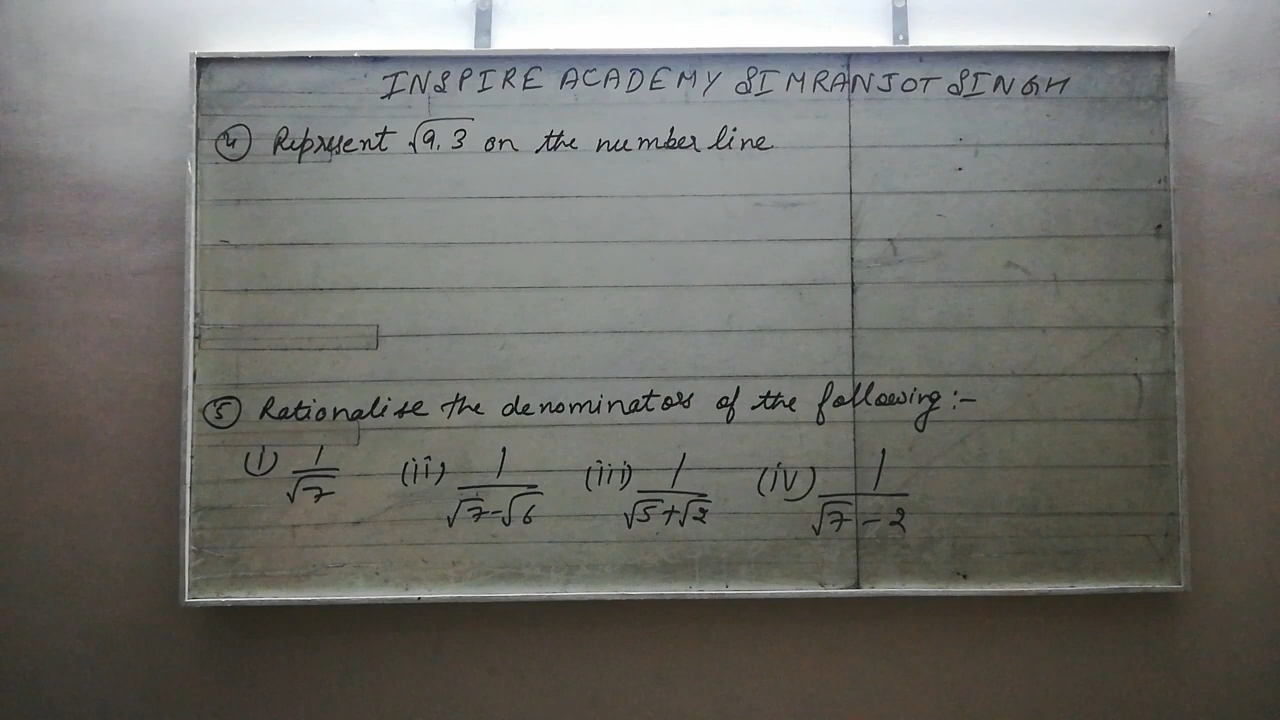 INSPIRE ACADEMY SIMRANJOT SINGH
④ Represent √9.3 on the number line
⑤ Rationalise the denominators of the following :-
(i) 1/√7 (ii) 1/(√7-√6) (iii) 1/(√5+√2) (iv) 1/(√7-2)